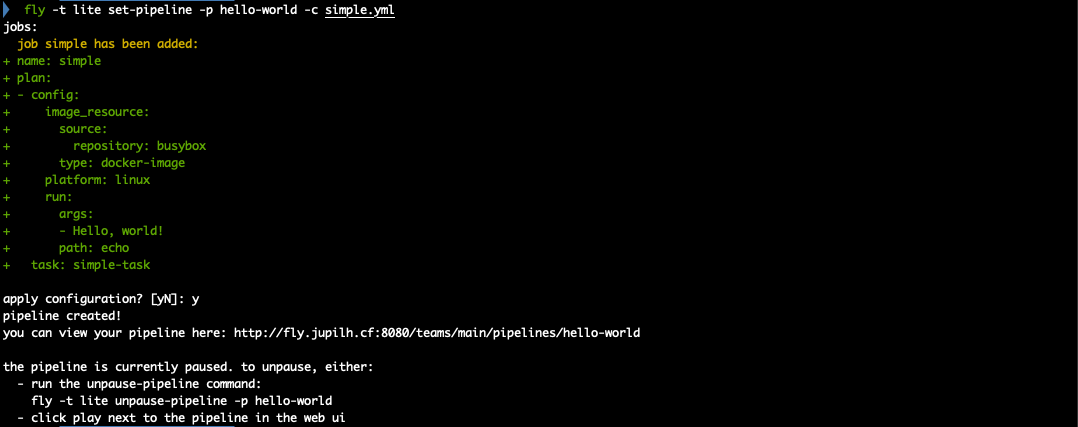 fly -t lite set-pipeline -p hello-world -c simple.yml
jobs:
  job simple has been added:
+ name: simple
+ plan:
+ - config:
+     image_resource:
+       source:
+         repository: busybox
+       type: docker-image
+     platform: linux
+     run:
+       args:
+       - Hello, world!
+       path: echo
+   task: simple-task

apply configuration? [yN]: y
pipeline created!
you can view your pipeline here: http://fly.jupilh.cf:8080/teams/main/pipelines/hello-world

the pipeline is currently paused. to unpause, either:
  - run the unpause-pipeline command:
    fly -t lite unpause-pipeline -p hello-world
  - click play next to the pipeline in the web ui